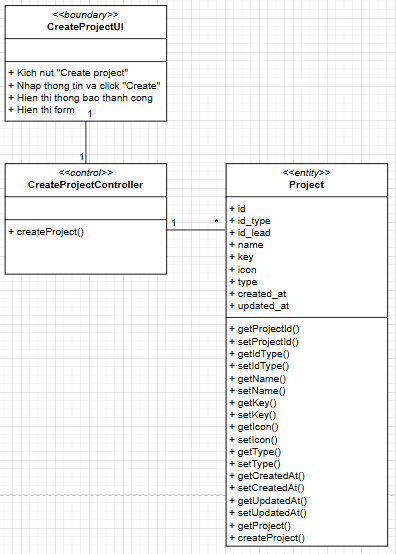 <<boundary>>
CreateProjectUI
+ Kich nut "Create project"
+ Nhap thong tin va click "Create"
+ Hien thi thong bao thanh cong
+ Hien thi form
1
1
<<control>>
CreateProjectController
+ createProject()
1
*
<<entity>>
Project
+ id
+ id_type
+ id_lead
+ name
+ key
+ icon
+ type
+ created_at
+ updated_at
+ getProjectId()
+ setProjectId()
+ getIdType()
+ setIdType()
+ getName()
+ setName()
+ getKey()
+ setKey()
+ getIcon()
+ setIcon()
+ getType()
+ setType()
+ getCreatedAt()
+ setCreatedAt()
+ getUpdatedAt()
+ setUpdatedAt()
+ getProject()
+ createProject()